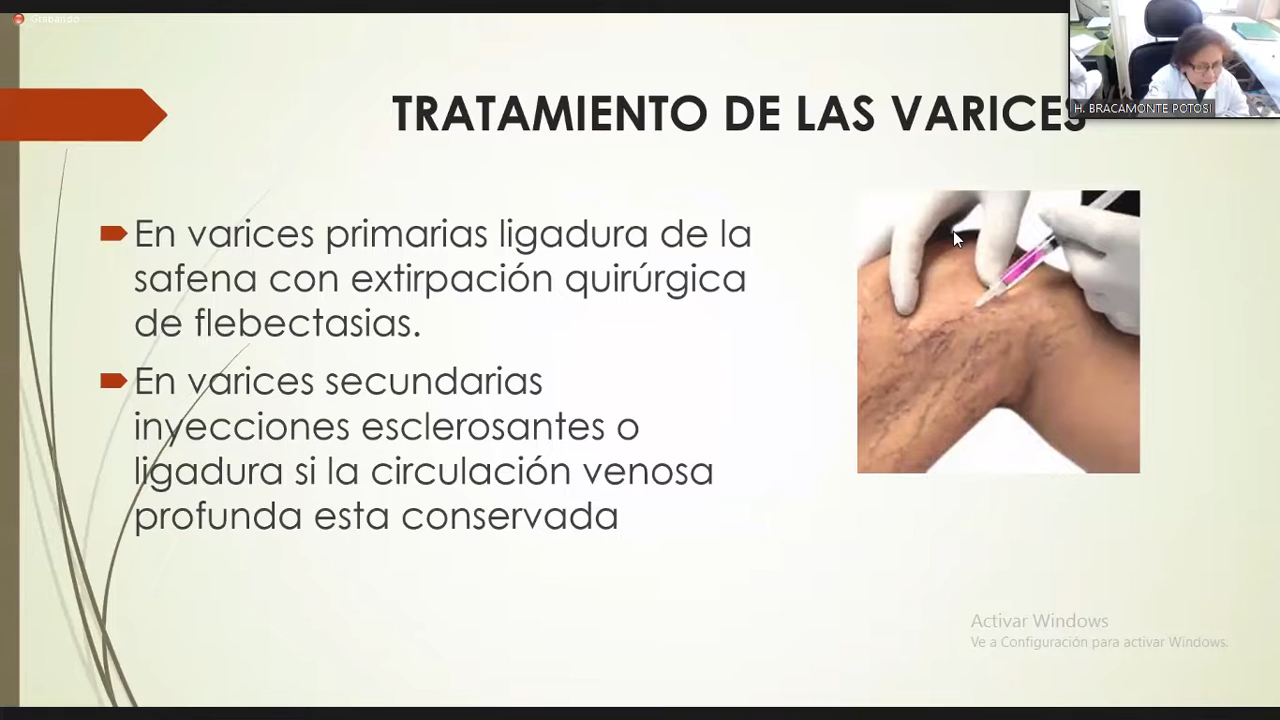 Grabando
TRATAMIENTO DE LAS VARICES
H. BRACAMONTE POTOSI
En varices primarias ligadura de la
safena con extirpación quirúrgica
de flebectasias.
En varices secundarias
inyecciones esclerosantes o
ligadura si la circulación venosa
profunda esta conservada
Activar Windows
Ve a Configuración para activar Windows.